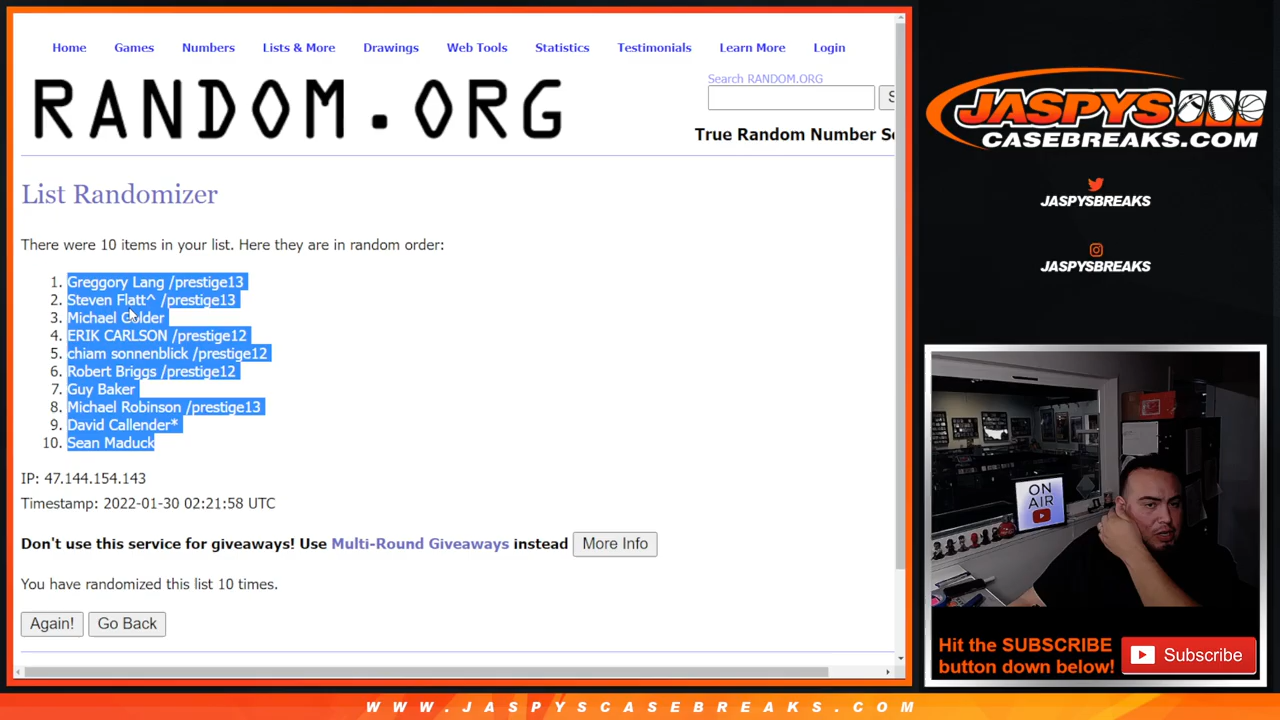 Home Games Numbers Lists & More Drawings Web Tools Statistics Testimonials Learn More Login
RANDOM.ORG
Search RANDOM.ORG
S
True Random Number Se
List Randomizer
There were 10 items in your list. Here they are in random order:
1. Greggory Lang /prestige13
2. Steven Flatt^ /prestige13
3. Michael Colder
4. ERIK CARLSON /prestige12
5. chiam sonnenblick /prestige12
6. Robert Briggs /prestige12
7. Guy Baker
8. Michael Robinson /prestige13
9. David Callender*
10. Sean Maduck
IP: 47.144.154.143
Timestamp: 2022-01-30 02:21:58 UTC
Don't use this service for giveaways! Use Multi-Round Giveaways instead More Info
You have randomized this list 10 times.
Again! Go Back
JASPYS
CASEBREAKS.COM
JASPYSBREAKS
JASPYSBREAKS
ON
AIR
Hit the SUBSCRIBE
button down below!
Subscribe
WWW.JASPYSCASEBREAKS.COM